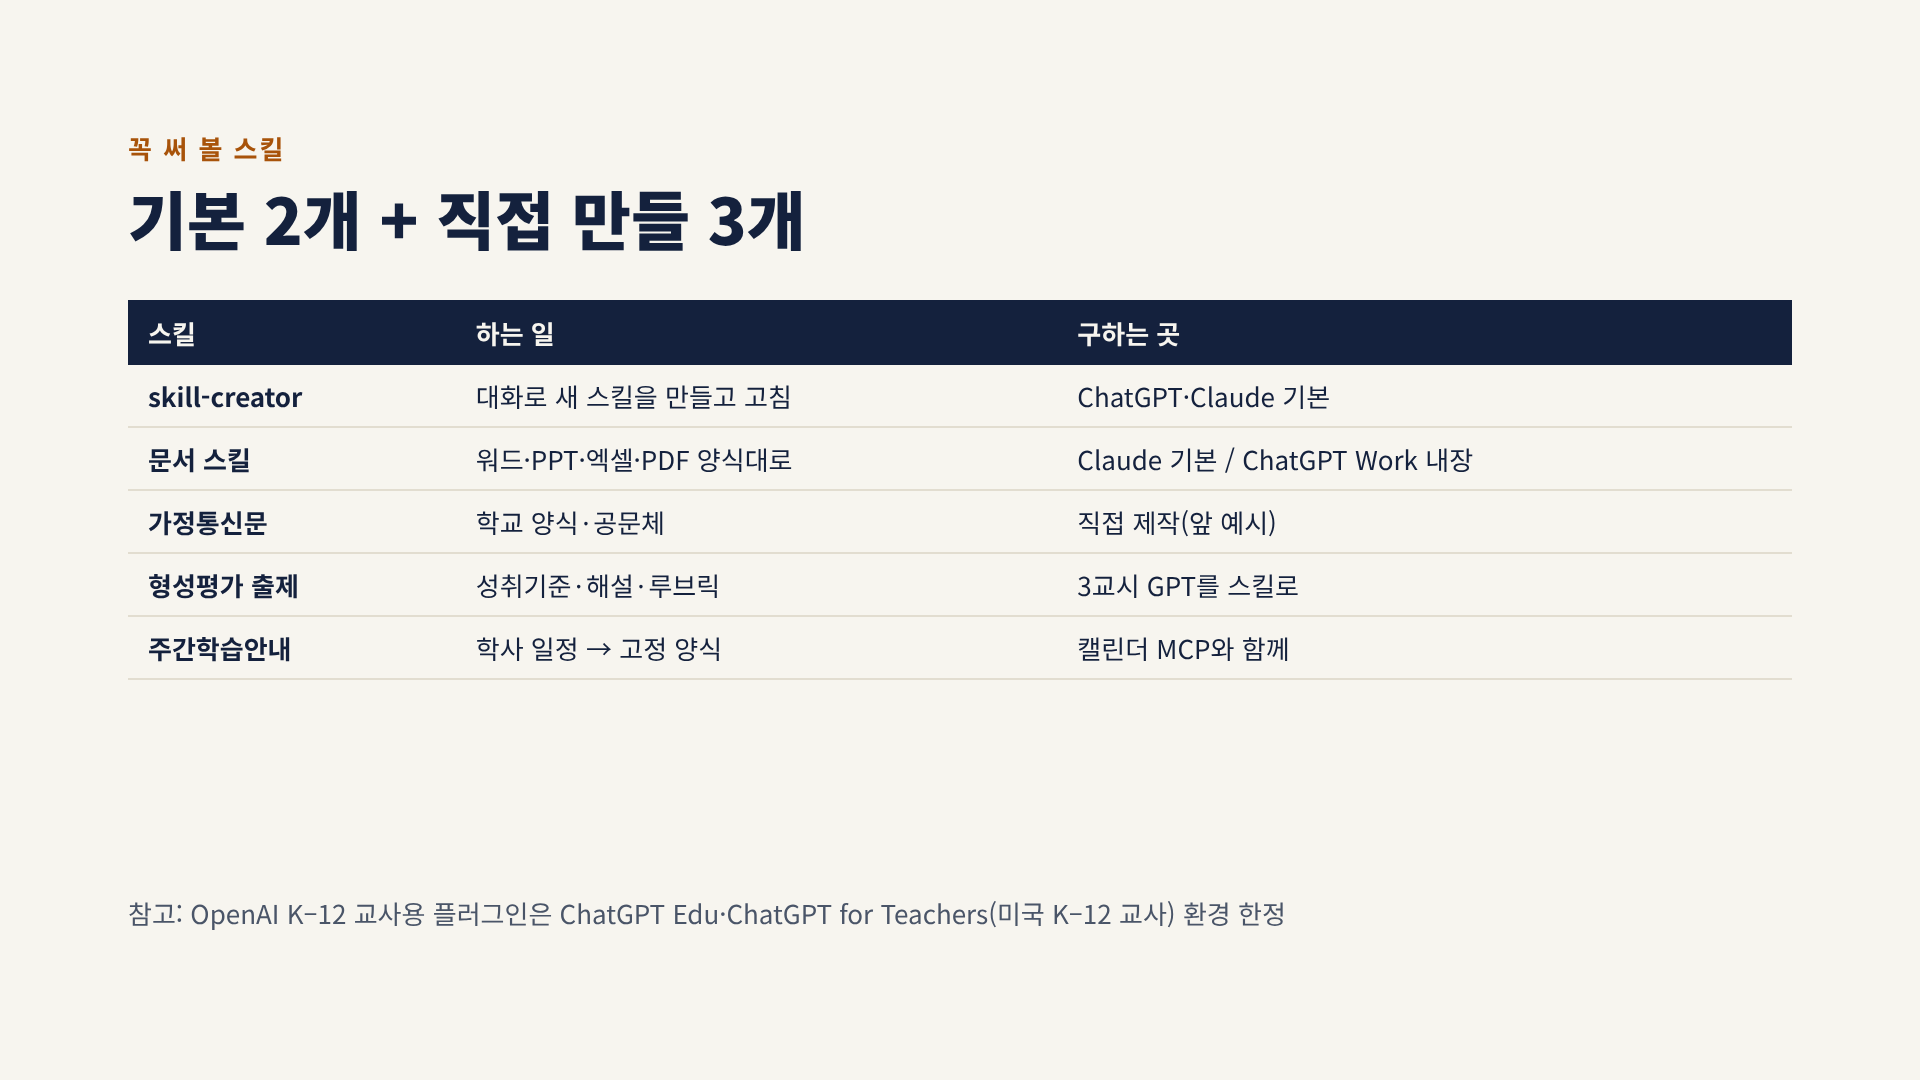 꼭 써 볼 스킬
기본 2개 + 직접 만들 3개
스킬 하는 일 구하는 곳
skill-creator 대화로 새 스킬을 만들고 고침 ChatGPT·Claude 기본
문서 스킬 워드·PPT·엑셀·PDF 양식대로 Claude 기본 / ChatGPT Work 내장
가정통신문 학교 양식·공문체 직접 제작(앞 예시)
형성평가 출제 성취기준·해설·루브릭 3교시 GPT를 스킬로
주간학습안내 학사 일정 → 고정 양식 캘린더 MCP와 함께
참고: OpenAI K–12 교사용 플러그인은 ChatGPT Edu·ChatGPT for Teachers(미국 K–12 교사) 환경 한정